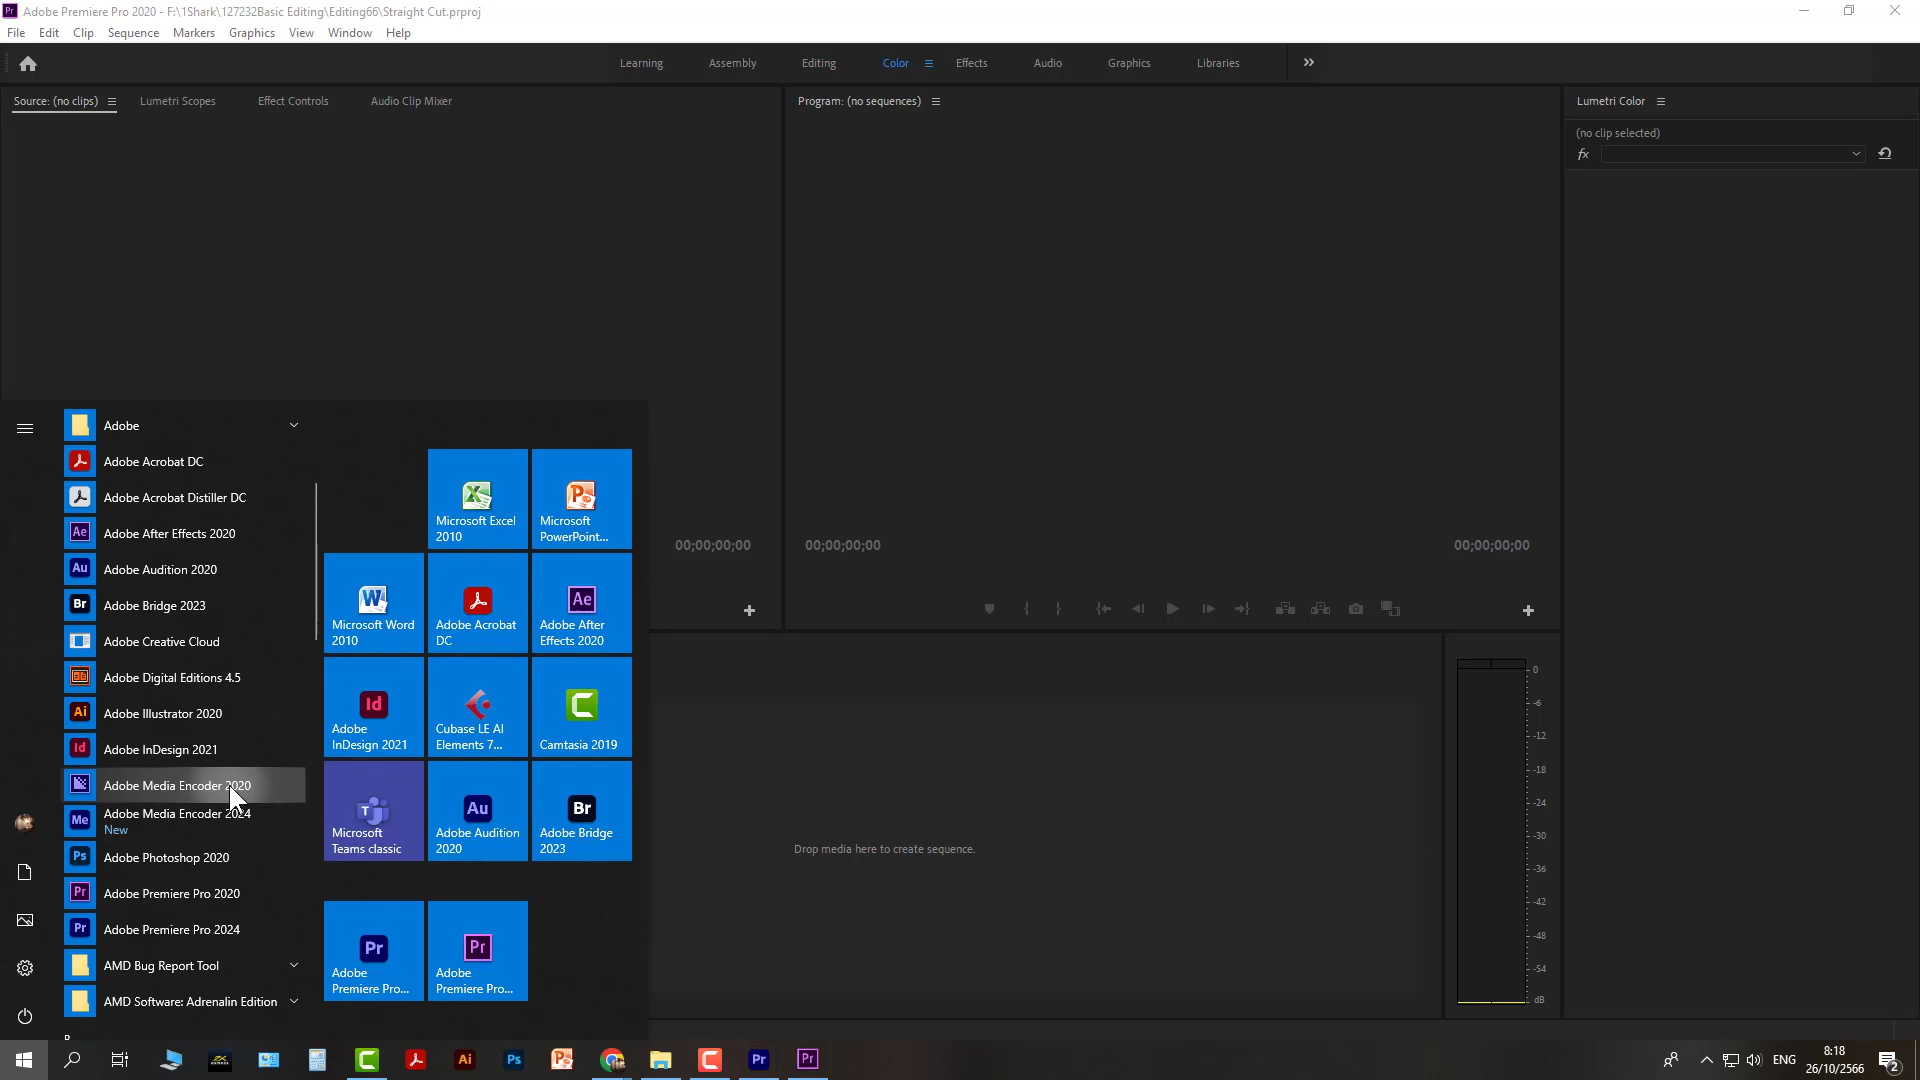 Adobe Premiere Pro 2020 - F:\1Shark\127232Basic Editing\Editing66\Straight Cut.prproj
File Edit Clip Sequence Markers Graphics View Window Help
Learning Assembly Editing Color Effects Audio Graphics Libraries
Source: (no clips) Lumetri Scopes Effect Controls Audio Clip Mixer
Program: (no sequences)
Lumetri Color
(no clip selected)
fx
Adobe
Adobe Acrobat DC
Adobe Acrobat Distiller DC
Adobe After Effects 2020
Adobe Audition 2020
Adobe Bridge 2023
Adobe Creative Cloud
Adobe Digital Editions 4.5
Adobe Illustrator 2020
Adobe InDesign 2021
Adobe Media Encoder 2020
Adobe Media Encoder 2024
New
Adobe Photoshop 2020
Adobe Premiere Pro 2020
Adobe Premiere Pro 2024
AMD Bug Report Tool
AMD Software: Adrenalin Edition
Microsoft Excel
2010
Microsoft
PowerPoint...
Microsoft Word
2010
Adobe Acrobat
DC
Adobe After
Effects 2020
Adobe
InDesign 2021
Cubase LE AI
Elements 7...
Camtasia 2019
Microsoft
Teams classic
Adobe Audition
2020
Adobe Bridge
2023
Adobe
Premiere Pro...
Adobe
Premiere Pro...
00;00;00;00
00;00;00;00
00;00;00;00
Drop media here to create sequence.
0
-6
-12
-18
-24
-30
-36
-42
-48
-54
dB
ENG
8:18
26/10/2566
2